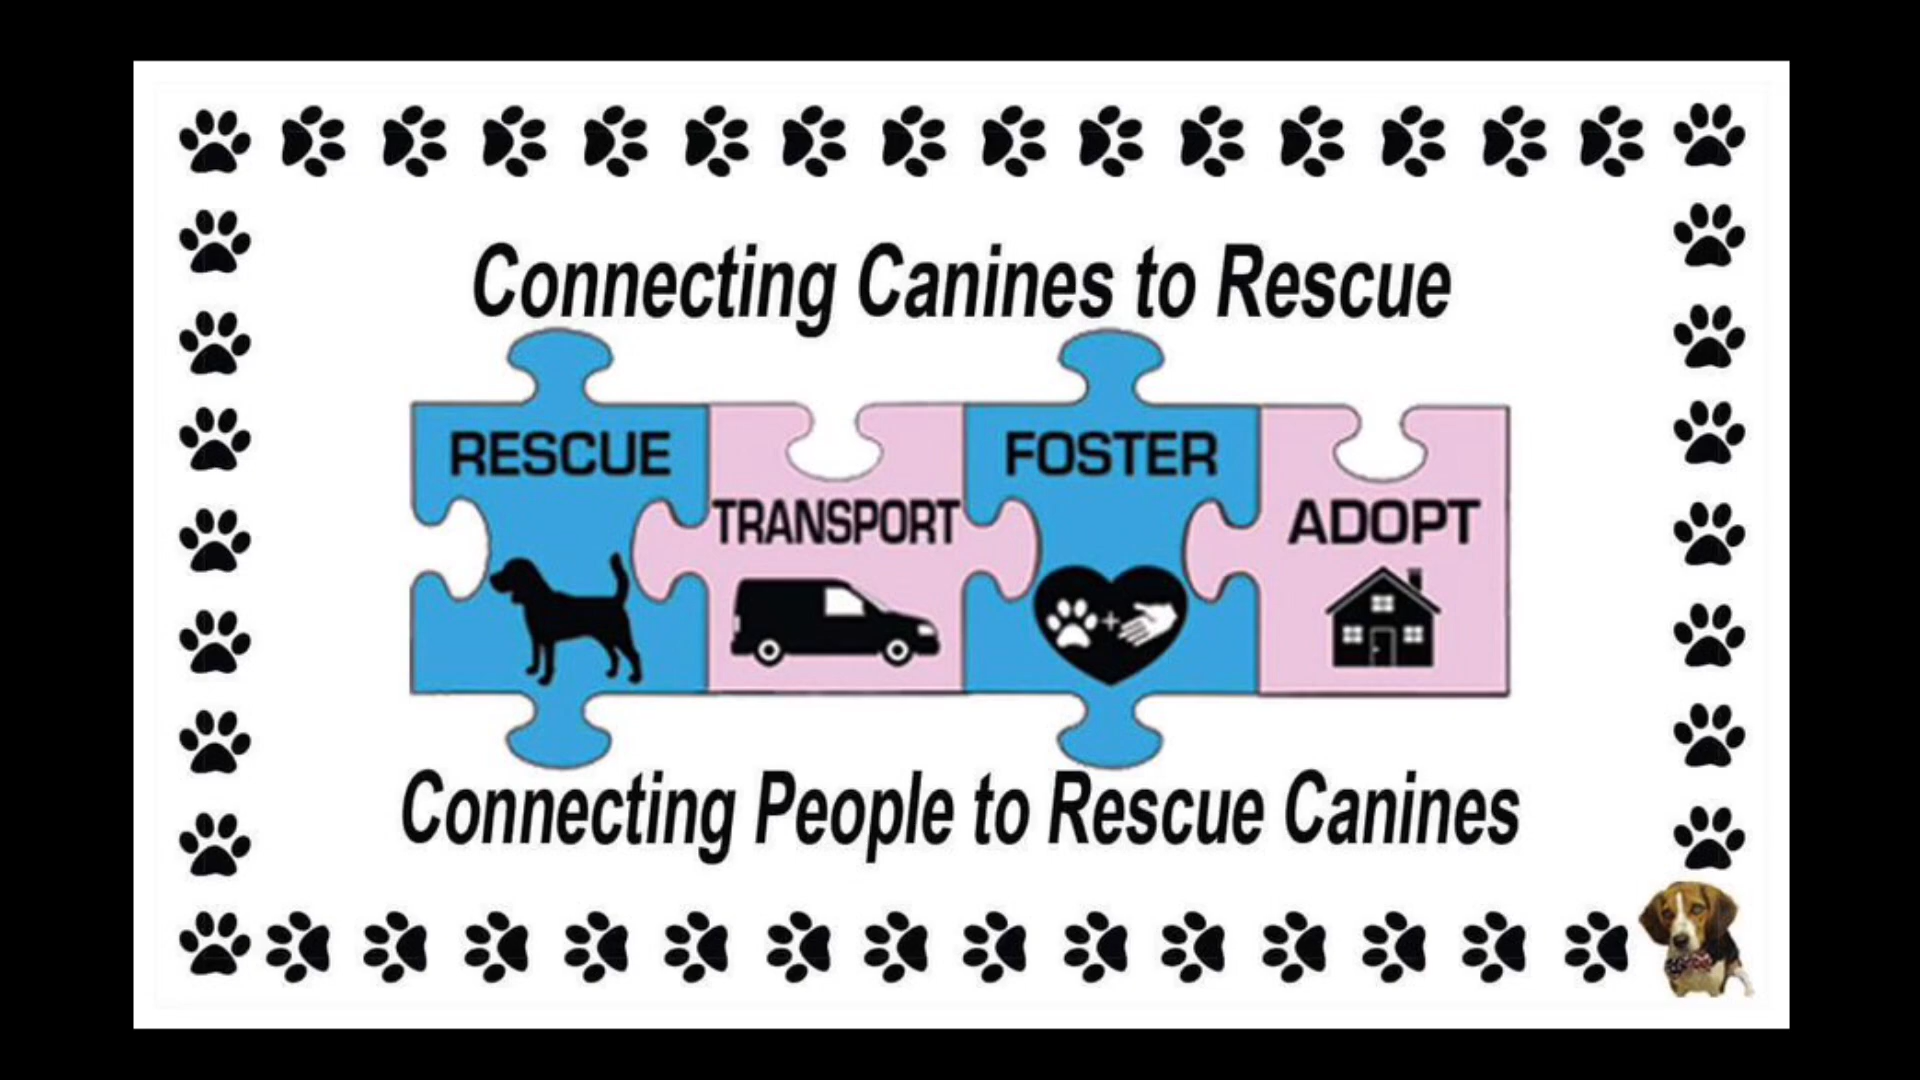 Connecting Canines to Rescue
RESCUE
TRANSPORT
FOSTER
ADOPT
Connecting People to Rescue Canines